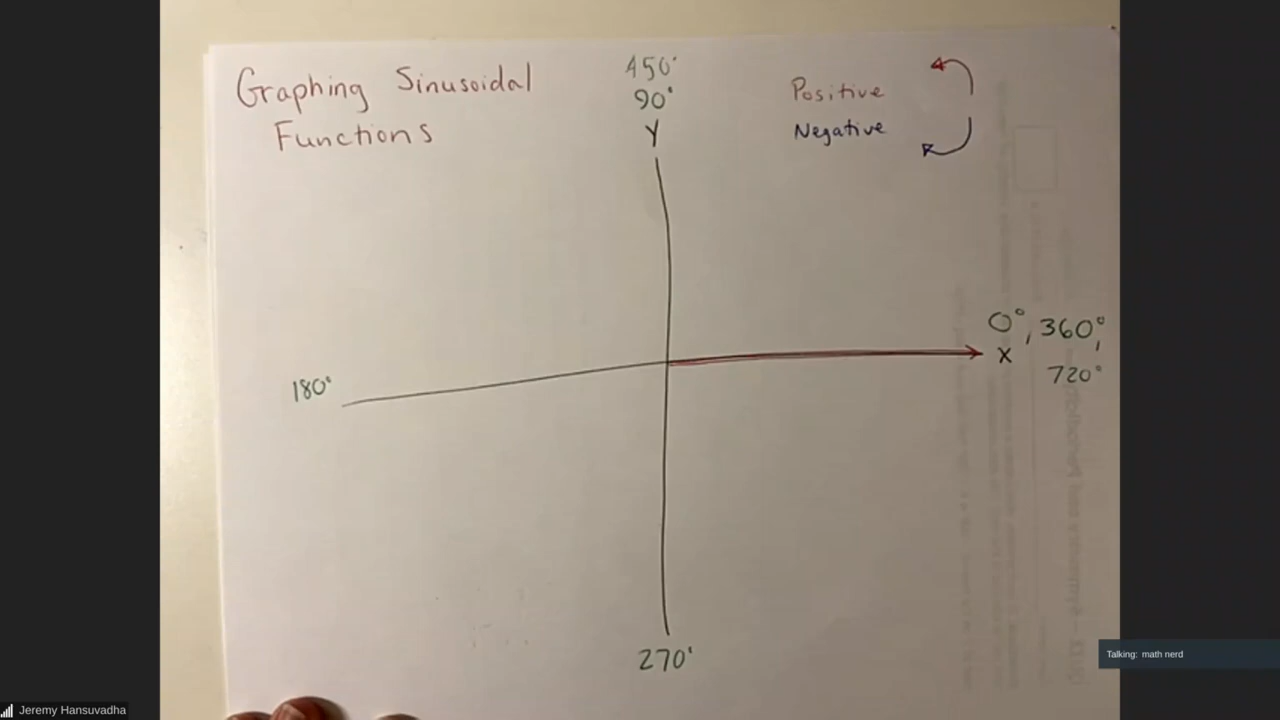 Graphing Sinusoidal
Functions
450°
90°
Y
Positive
Negative
0°, 360°,
X
720°
180°
270°
Talking: math nerd
Jeremy Hansuvadha